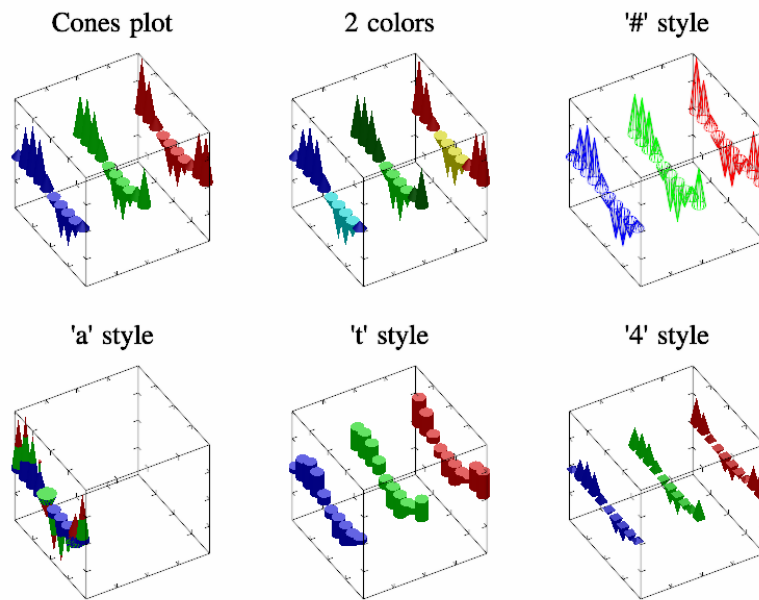 Cones plot
2 colors
'#' style
'a' style
't' style
'4' style